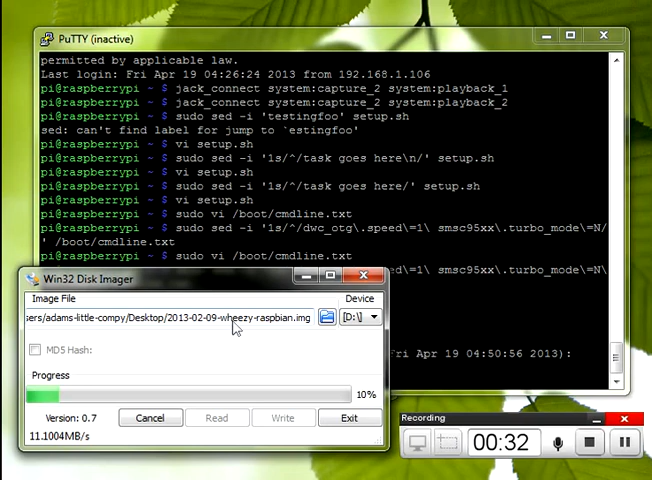 PuTTY (inactive)
permitted by applicable law.
Last login: Fri Apr 19 04:26:24 2013 from 192.168.1.106
pi@raspberrypi ~ $ jack_connect system:capture_2 system:playback_1
pi@raspberrypi ~ $ jack_connect system:capture_2 system:playback_2
pi@raspberrypi ~ $ sudo sed -i 'testingfoo' setup.sh
sed: can't find label for jump to `estingfoo'
pi@raspberrypi ~ $ vi setup.sh
pi@raspberrypi ~ $ sudo sed -i '1s/^/task goes here\n/' setup.sh
pi@raspberrypi ~ $ vi setup.sh
pi@raspberrypi ~ $ sudo sed -i '1s/^/task goes here/' setup.sh
pi@raspberrypi ~ $ vi setup.sh
pi@raspberrypi ~ $ sudo vi /boot/cmdline.txt
pi@raspberrypi ~ $ sudo sed -i '1s/^/dwc_otg\.speed\=1\ smsc95xx\.turbo_mode\=N/
' /boot/cmdline.txt
pi@raspberrypi ~ $ sudo vi /boot/cmdline.txt
\.speed\=1\ smsc95xx\.turbo_mode\=N\
Fri Apr 19 04:50:56 2013):
Win32 Disk Imager
Image File
Device
sers/adams-little-compy/Desktop/2013-02-09-wheezy-raspbian.img
[D:\]
MD5 Hash:
Progress
10%
Version: 0.7
Cancel
Read
Write
Exit
11.1004MB/s
Recording
00:32